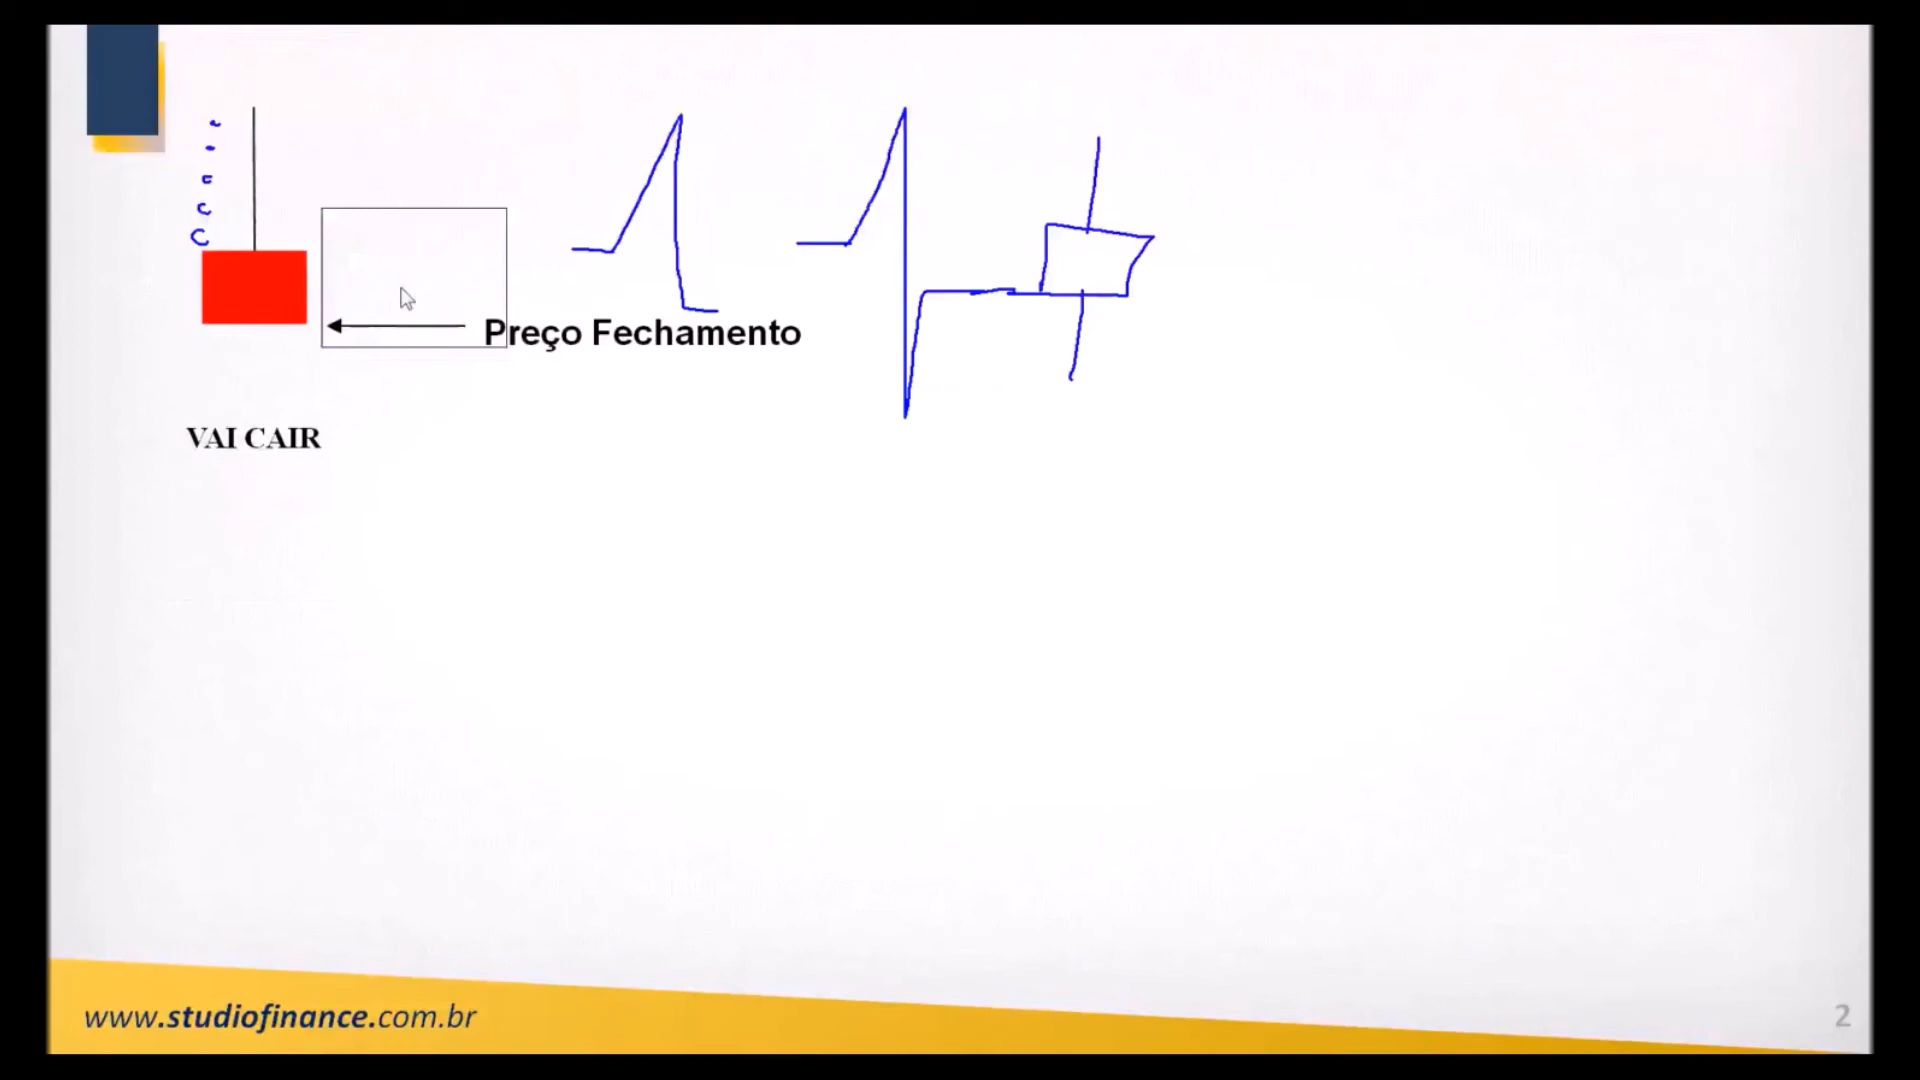 C
C
Preço Fechamento
VAI CAIR
www.studiofinance.com.br
2